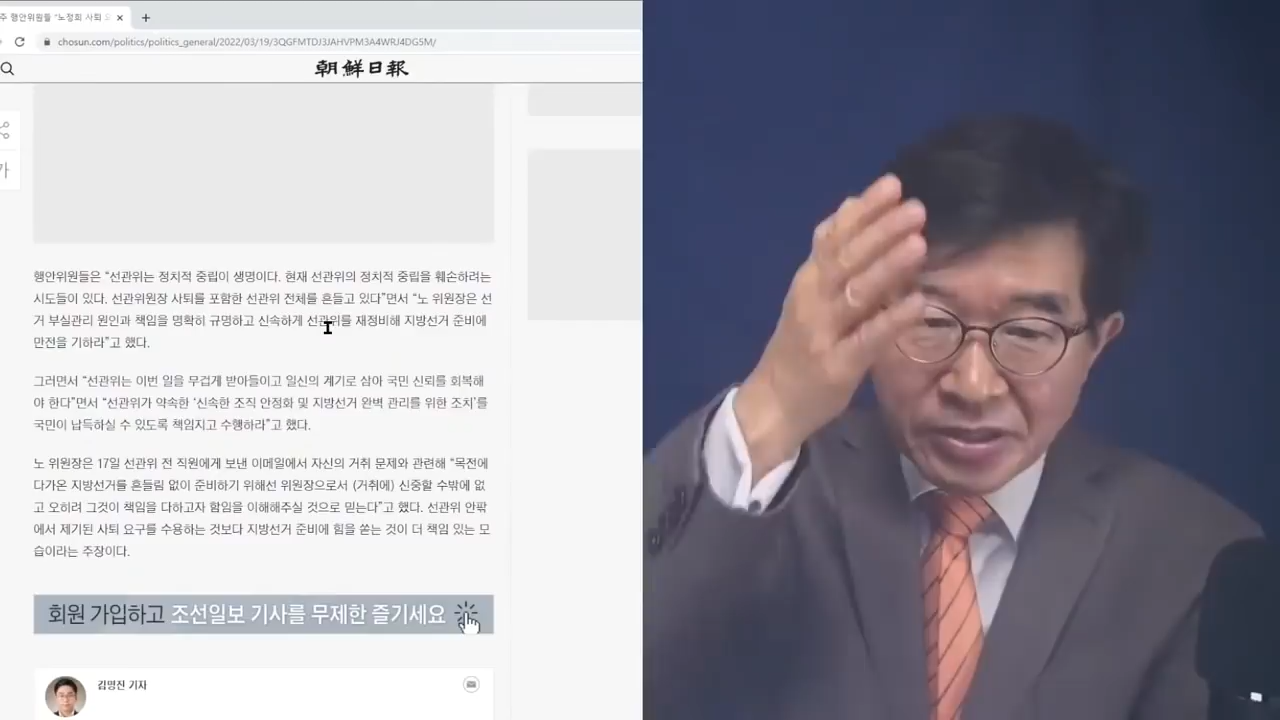 주 행안위원들 "노정희 사퇴
chosun.com/politics/politics_general/2022/03/19/3QGFMTDJ3JAHVPM3A4WRJ4DG5M/
朝鮮日報
가
행안위원들은 “선관위는 정치적 중립이 생명이다. 현재 선관위의 정치적 중립을 훼손하려는
시도들이 있다. 선관위원장 사퇴를 포함한 선관위 전체를 흔들고 있다”면서 “노 위원장은 선
거 부실관리 원인과 책임을 명확히 규명하고 신속하게 선관위를 재정비해 지방선거 준비에
만전을 기하라”고 했다.
그러면서 “선관위는 이번 일을 무겁게 받아들이고 일신의 계기로 삼아 국민 신뢰를 회복해
야 한다”면서 “선관위가 약속한 ‘신속한 조직 안정화 및 지방선거 완벽 관리를 위한 조치’를
국민이 납득하실 수 있도록 책임지고 수행하라”고 했다.
노 위원장은 17일 선관위 전 직원에게 보낸 이메일에서 자신의 거취 문제와 관련해 “목전에
다가온 지방선거를 흔들림 없이 준비하기 위해선 위원장으로서 (거취에) 신중할 수밖에 없
고 오히려 그것이 책임을 다하고자 함임을 이해해주실 것으로 믿는다”고 했다. 선관위 안팎
에서 제기된 사퇴 요구를 수용하는 것보다 지방선거 준비에 힘을 쏟는 것이 더 책임 있는 모
습이라는 주장이다.
회원 가입하고 조선일보 기사를 무제한 즐기세요
김명진 기자